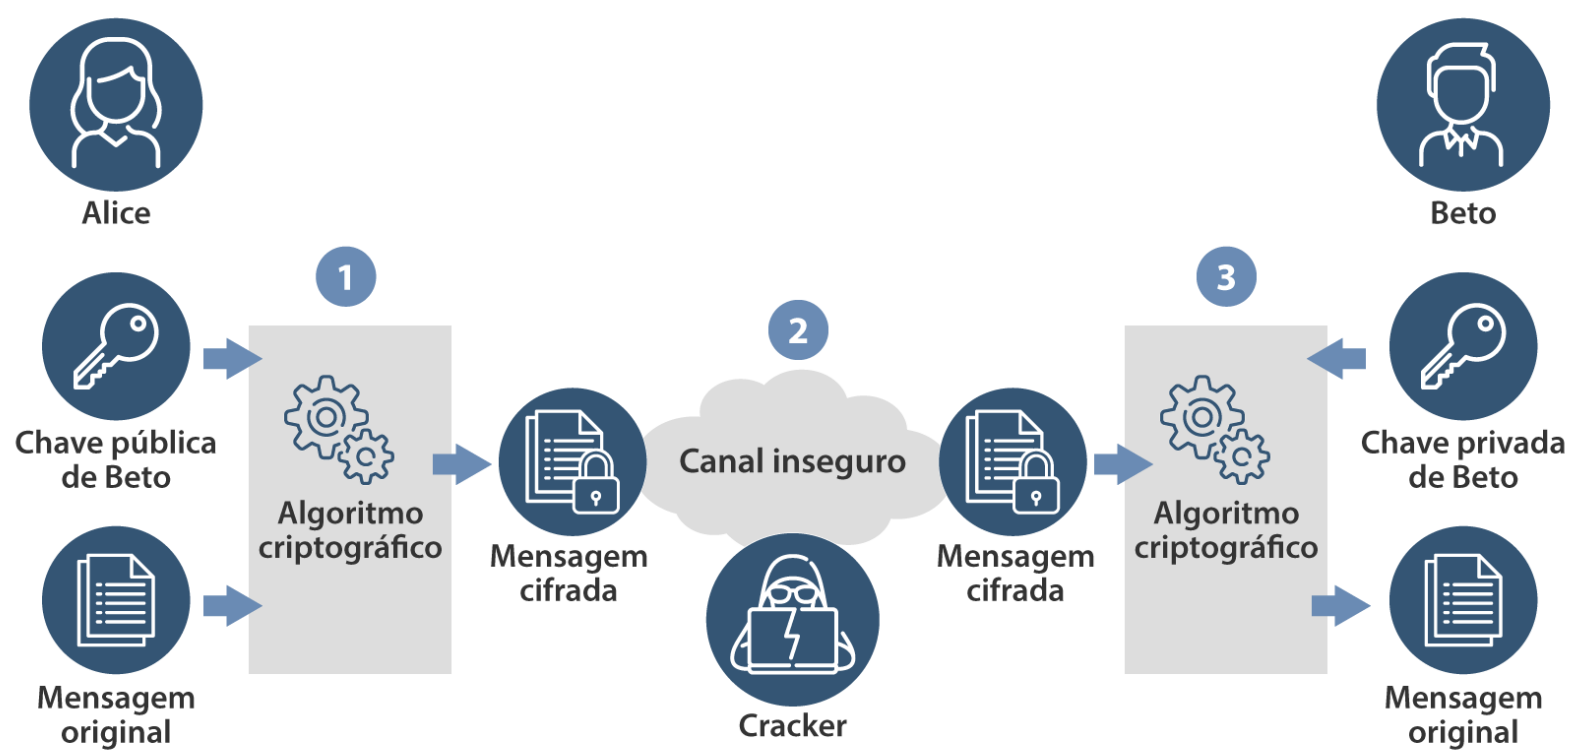 Alice
Beto
1
3
2
Chave pública
de Beto
Algoritmo
criptográfico
Mensagem
original
Mensagem
cifrada
Canal inseguro
Cracker
Mensagem
cifrada
Algoritmo
criptográfico
Chave privada
de Beto
Mensagem
original